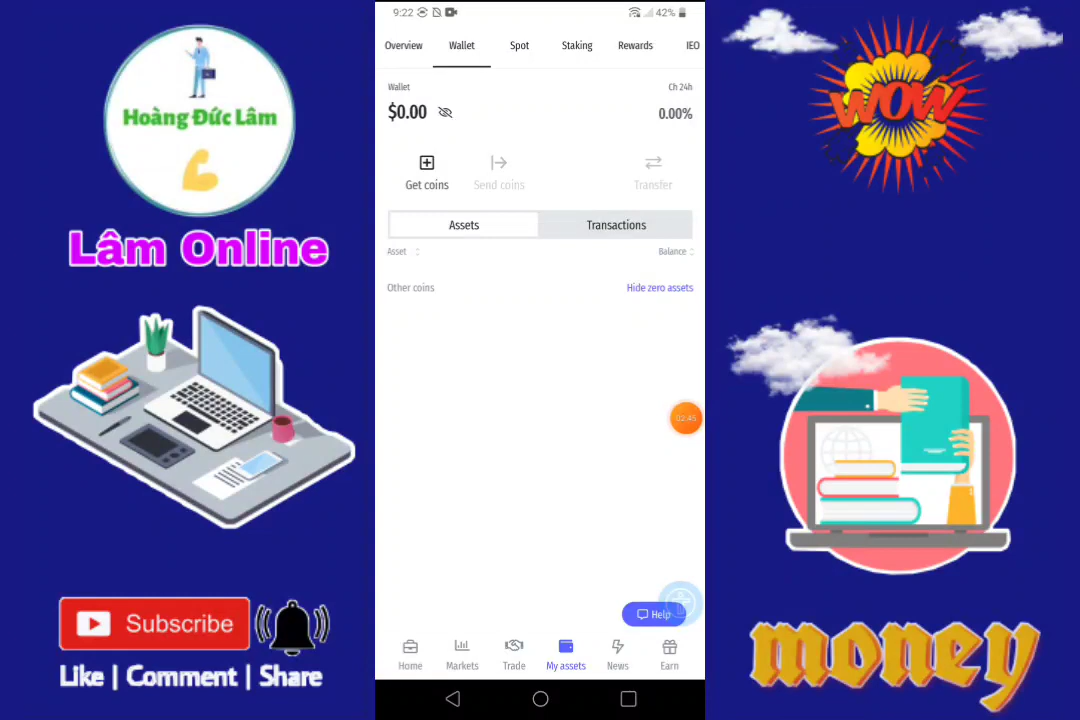 Hoàng Đức Lâm
Lâm Online
Subscribe
Like | Comment | Share
9:22
42%
Overview Wallet Spot Staking Rewards IEO
Wallet Ch 24h
$0.00 0.00%
Get coins Send coins Transfer
Assets Transactions
Asset Balance
Other coins Hide zero assets
02:45
Help
Home Markets Trade My assets News Earn
WOW
money